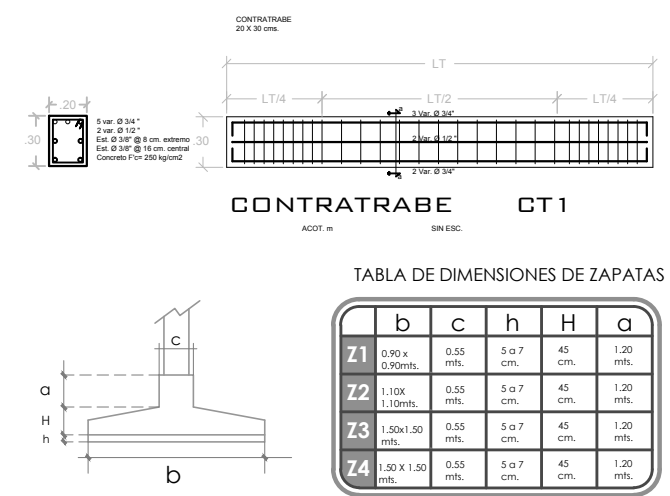 CONTRATRABE
20 X 30 cms.
LT
LT/4 LT/2 LT/4
.20
.30
5 var. Ø 3/4 "
2 var. Ø 1/2 "
Est. Ø 3/8" @ 8 cm. extremo
Est. Ø 3/8" @ 16 cm. central
Concreto F'c= 250 kg/cm2
.30
a
3 Var. Ø 3/4"
2 Var. Ø 1/2 "
2 Var. Ø 3/4"
a
CONTRATRABE CT1
ACOT. m SIN ESC.
c
a
H
h
b
TABLA DE DIMENSIONES DE ZAPATAS
b c h H a
Z1 0.90 x 0.90mts. 0.55 mts. 5 a 7 cm. 45 cm. 1.20 mts.
Z2 1.10X 1.10mts. 0.55 mts. 5 a 7 cm. 45 cm. 1.20 mts.
Z3 1.50x1.50 mts. 0.55 mts. 5 a 7 cm. 45 cm. 1.20 mts.
Z4 1.50 X 1.50 mts. 0.55 mts. 5 a 7 cm. 45 cm. 1.20 mts.